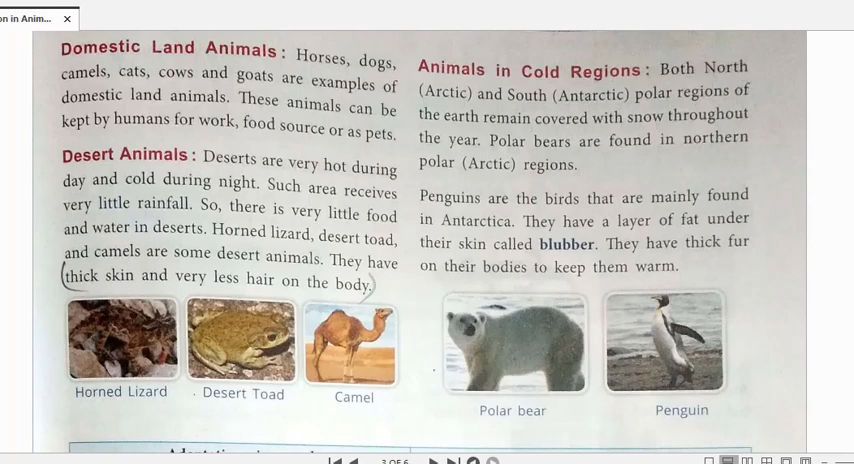 on in Anim... ×
Domestic Land Animals : Horses, dogs,
camels, cats, cows and goats are examples of
domestic land animals. These animals can be
kept by humans for work, food source or as pets.
Desert Animals : Deserts are very hot during
day and cold during night. Such area receives
very little rainfall. So, there is very little food
and water in deserts. Horned lizard, desert toad,
and camels are some desert animals. They have
thick skin and very less hair on the body.
Horned Lizard
Desert Toad
Camel
Animals in Cold Regions : Both North
(Arctic) and South (Antarctic) polar regions of
the earth remain covered with snow throughout
the year. Polar bears are found in northern
polar (Arctic) regions.
Penguins are the birds that are mainly found
in Antarctica. They have a layer of fat under
their skin called blubber. They have thick fur
on their bodies to keep them warm.
Polar bear
Penguin
3 OF 6